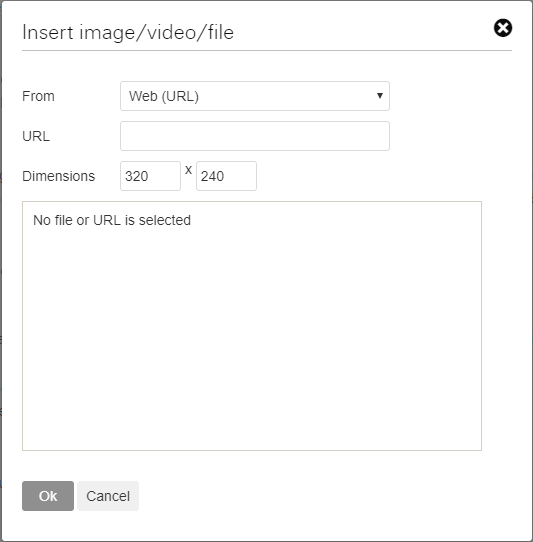 Insert image/video/file
From Web (URL)
URL
Dimensions 320 x 240
No file or URL is selected
Ok Cancel